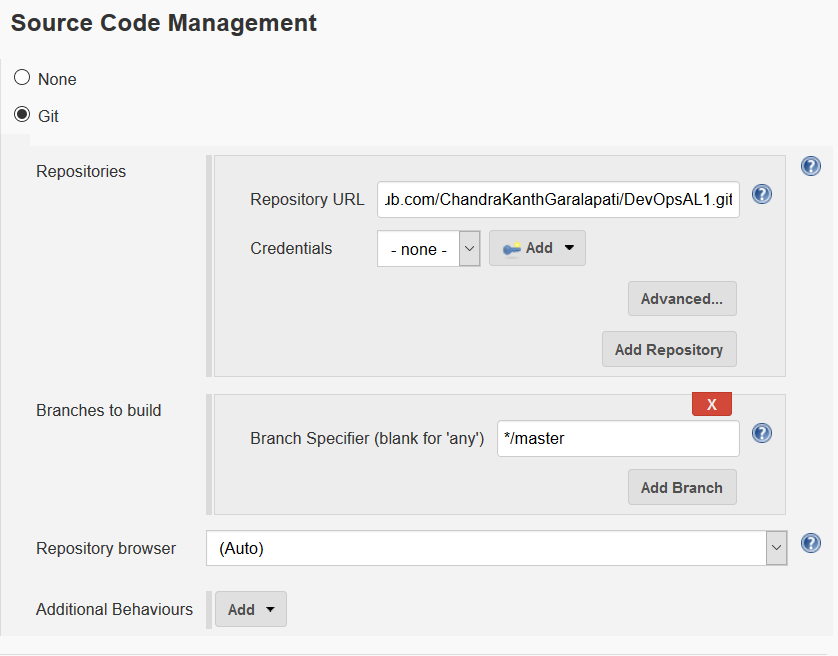 Source Code Management
None
Git
Repositories
Repository URL
ub.com/ChandraKanthGaralapati/DevOpsAL1.git
Credentials
- none -
Add
Advanced...
Add Repository
Branches to build
X
Branch Specifier (blank for 'any')
*/master
Add Branch
Repository browser
(Auto)
Additional Behaviours
Add